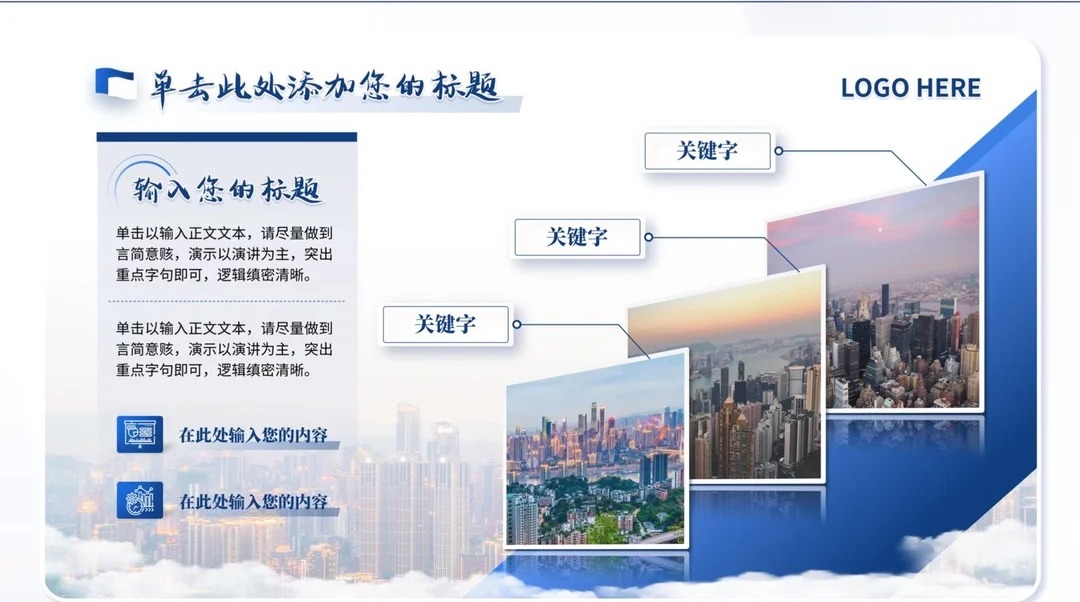 单击此处添加您的标题
LOGO HERE
输入您的标题
单击以输入正文文本，请尽量做到
言简意赅，演示以演讲为主，突出
重点字句即可，逻辑缜密清晰。
单击以输入正文文本，请尽量做到
言简意赅，演示以演讲为主，突出
重点字句即可，逻辑缜密清晰。
在此处输入您的内容
在此处输入您的内容
关键字
关键字
关键字